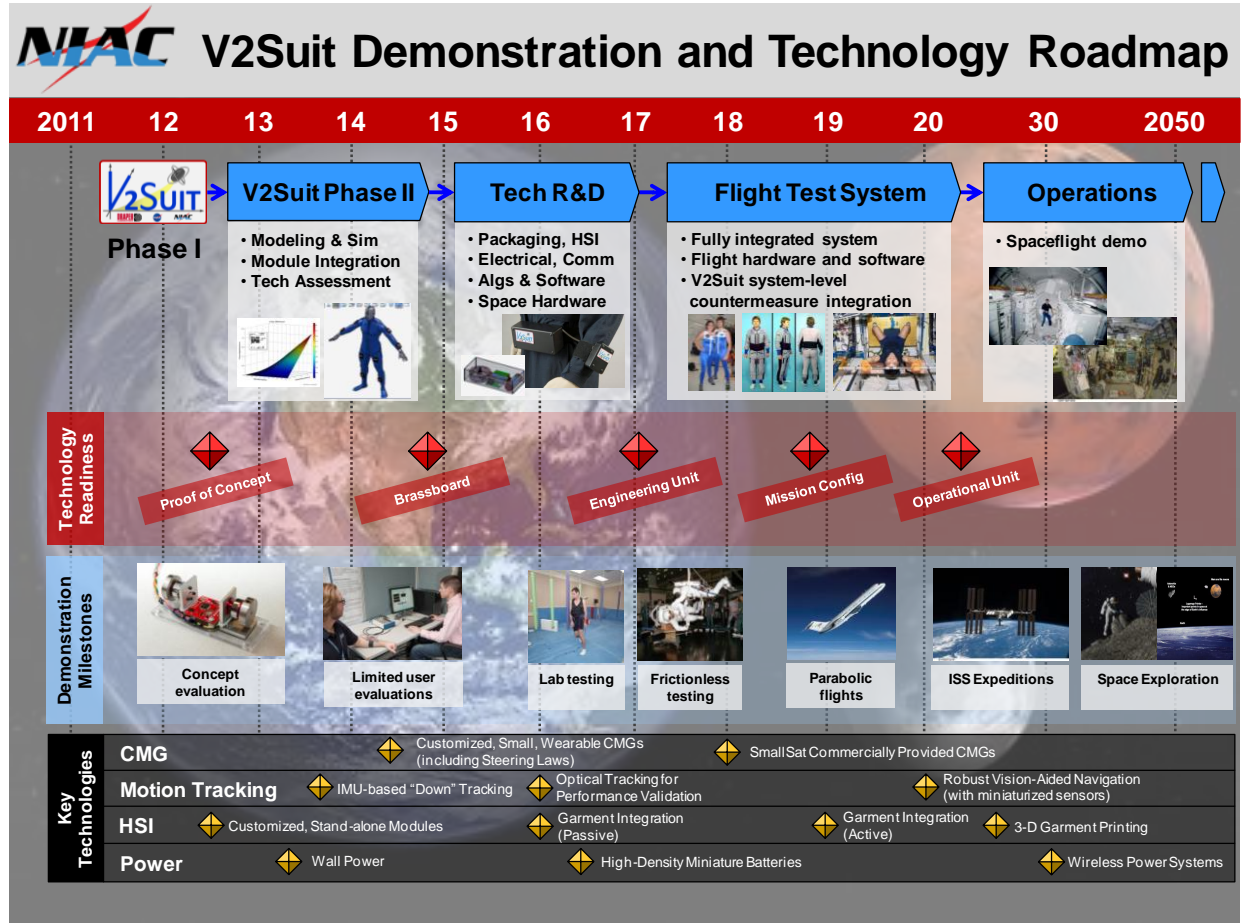 NIAC
V2Suit Demonstration and Technology Roadmap
2011 12 13 14 15 16 17 18 19 20 30 2050
V2SUIT
DRAPER
NIAC
Phase I
V2Suit Phase II
• Modeling & Sim
• Module Integration
• Tech Assessment
Tech R&D
• Packaging, HSI
• Electrical, Comm
• Algs & Software
• Space Hardware
Flight Test System
• Fully integrated system
• Flight hardware and software
• V2Suit system-level
countermeasure integration
Operations
• Spaceflight demo
Technology
Readiness
Proof of Concept
Brassboard
Engineering Unit
Mission Config
Operational Unit
Demonstration
Milestones
Concept
evaluation
Limited user
evaluations
Lab testing
Frictionless
testing
Parabolic
flights
ISS Expeditions
Space Exploration
Key
Technologies
CMG
Customized, Small, Wearable CMGs
(including Steering Laws)
SmallSat Commercially Provided CMGs
Motion Tracking
IMU-based "Down" Tracking
Optical Tracking for
Performance Validation
Robust Vision-Aided Navigation
(with miniaturized sensors)
HSI
Customized, Stand-alone Modules
Garment Integration
(Passive)
Garment Integration
(Active)
3-D Garment Printing
Power
Wall Power
High-Density Miniature Batteries
Wireless Power Systems